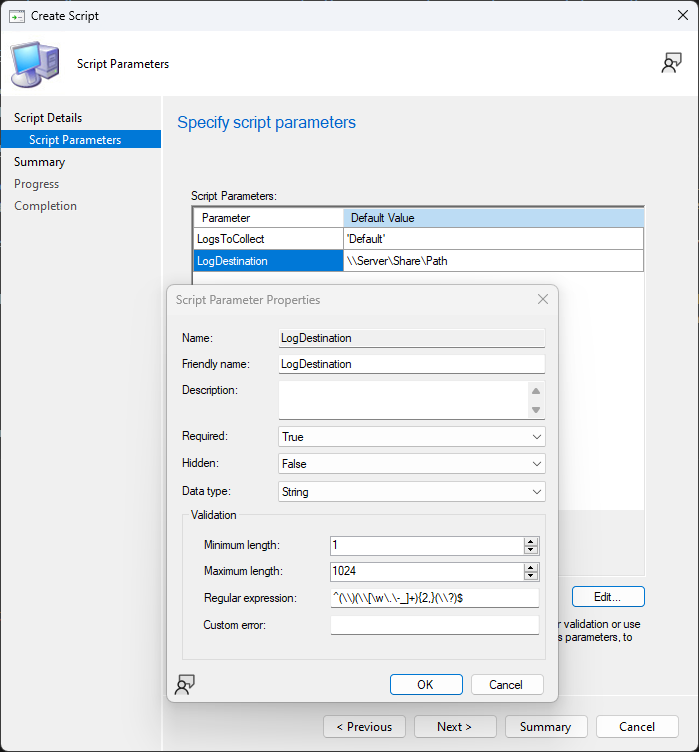 Create Script
Script Parameters
Script Details
Script Parameters
Summary
Progress
Completion
Specify script parameters
Script Parameters:
Parameter Default Value
LogsToCollect 'Default'
LogDestination \\Server\Share\Path
Script Parameter Properties
Name: LogDestination
Friendly name: LogDestination
Description:
Required: True
Hidden: False
Data type: String
Validation
Minimum length: 1
Maximum length: 1024
Regular expression: ^(\\)(\\[\w\.\-_]+){2,}(\\?)$
Custom error:
OK Cancel
Edit...
r validation or use
s parameters, to
< Previous Next > Summary Cancel